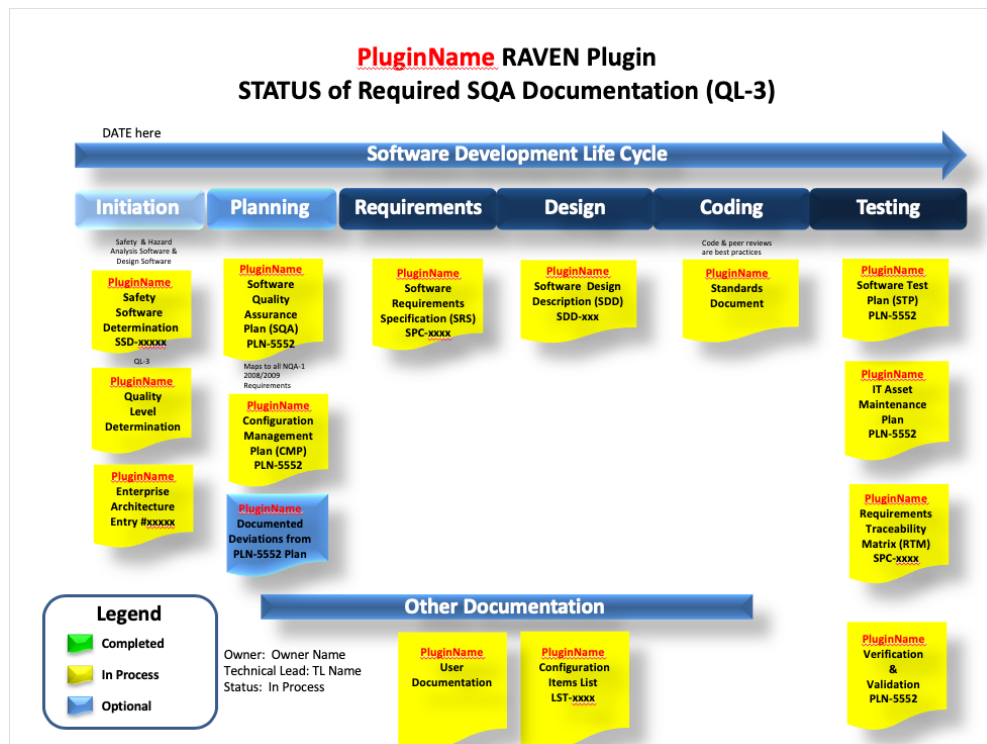 PluginName RAVEN Plugin
STATUS of Required SQA Documentation (QL-3)
DATE here
Software Development Life Cycle
Initiation
Planning
Requirements
Design
Coding
Testing
Safety & Hazard
Analysis Software &
Design Software
PluginName
Safety
Software
Determination
SSD-xxxxx
QL-3
PluginName
Quality
Level
Determination
PluginName
Enterprise
Architecture
Entry #xxxxx
PluginName
Software
Quality
Assurance
Plan (SQA)
PLN-5552
Maps to all NQA-1
2008/2009
Requirements
PluginName
Configuration
Management
Plan (CMP)
PLN-5552
PluginName
Documented
Deviations from
PLN-5552 Plan
PluginName
Software
Requirements
Specification (SRS)
SPC-xxxx
PluginName
Software Design
Description (SDD)
SDD-xxx
Code & peer reviews
are best practices
PluginName
Standards
Document
PluginName
Software Test
Plan (STP)
PLN-5552
PluginName
IT Asset
Maintenance
Plan
PLN-5552
PluginName
Requirements
Traceability
Matrix (RTM)
SPC-xxxx
PluginName
Verification
&
Validation
PLN-5552
Other Documentation
Legend
Completed
In Process
Optional
Owner: Owner Name
Technical Lead: TL Name
Status: In Process
PluginName
User
Documentation
PluginName
Configuration
Items List
LST-xxxx